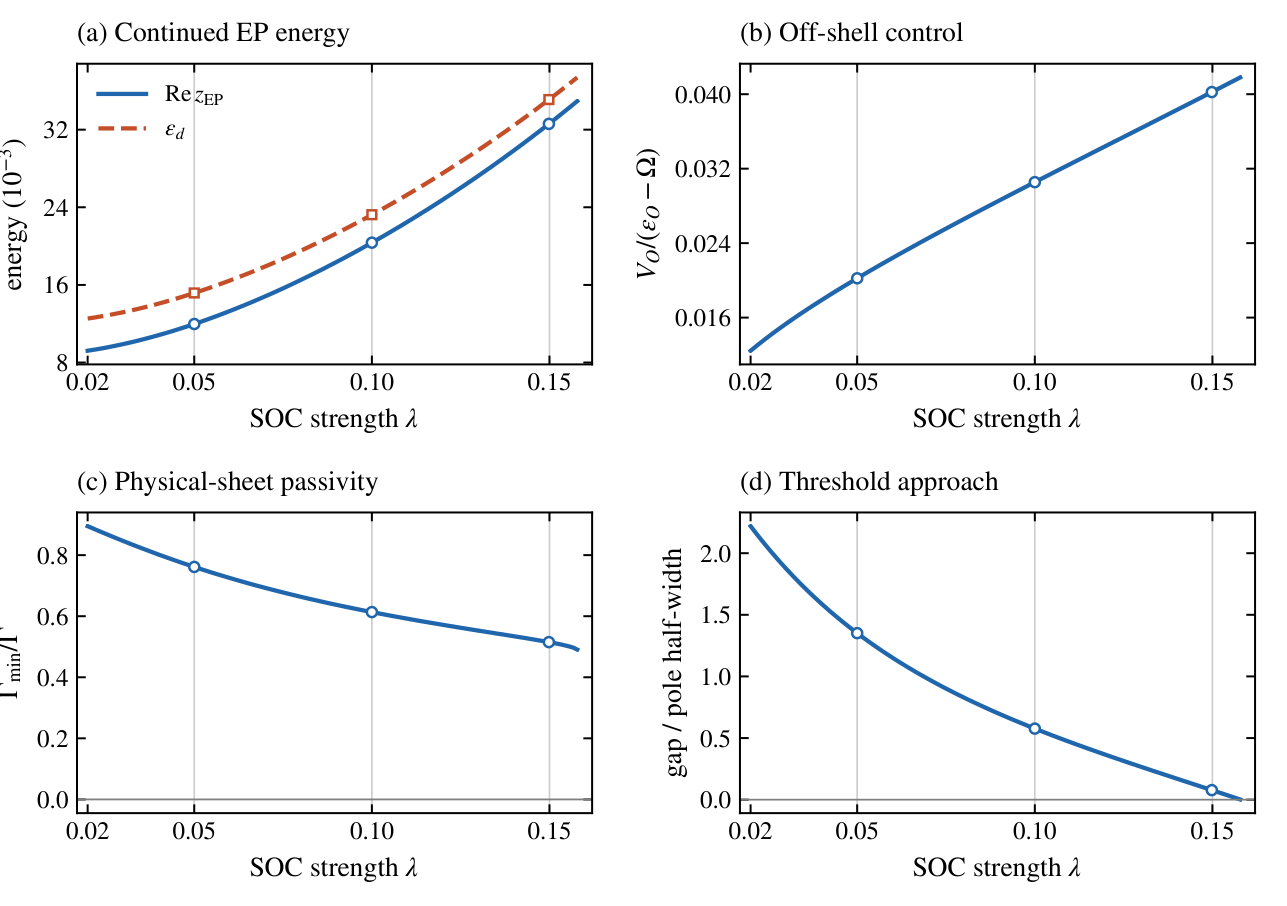 (a) Continued EP energy
energy (10⁻³)
32
24
16
8
Re z_EP
ε_d
0.02 0.05 0.10 0.15
SOC strength λ
(b) Off-shell control
V_O/(ε_O − Ω)
0.040
0.032
0.024
0.016
0.02 0.05 0.10 0.15
SOC strength λ
(c) Physical-sheet passivity
Γ_min/Γ
0.8
0.6
0.4
0.2
0.0
0.02 0.05 0.10 0.15
SOC strength λ
(d) Threshold approach
gap / pole half-width
2.0
1.5
1.0
0.5
0.0
0.02 0.05 0.10 0.15
SOC strength λ